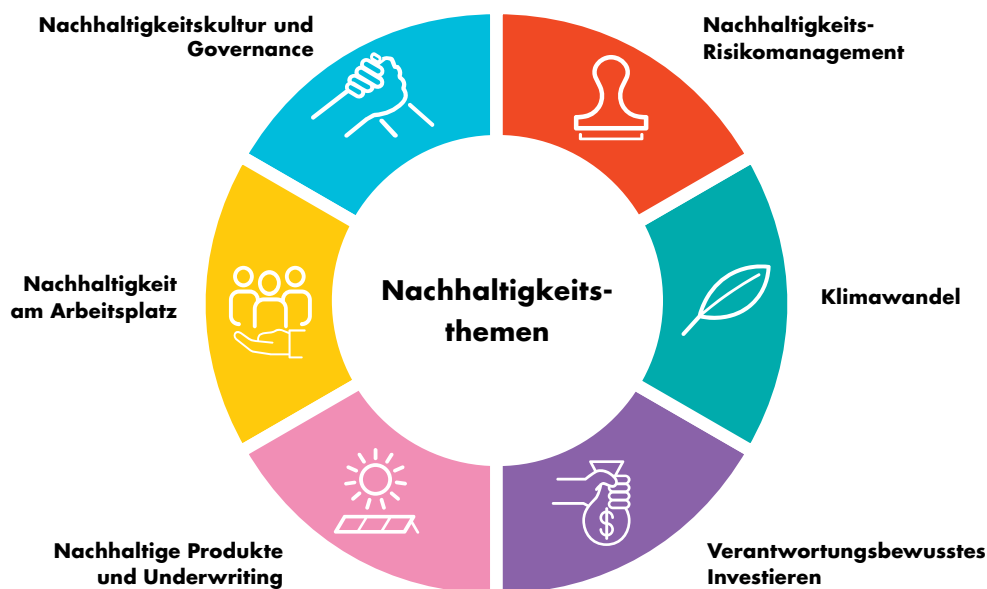 Nachhaltigkeitskultur und
Governance
Nachhaltigkeits-
Risikomanagement
Nachhaltigkeit
am Arbeitsplatz
Nachhaltigkeits-
themen
Klimawandel
Nachhaltige Produkte
und Underwriting
Verantwortungsbewusstes
Investieren
$